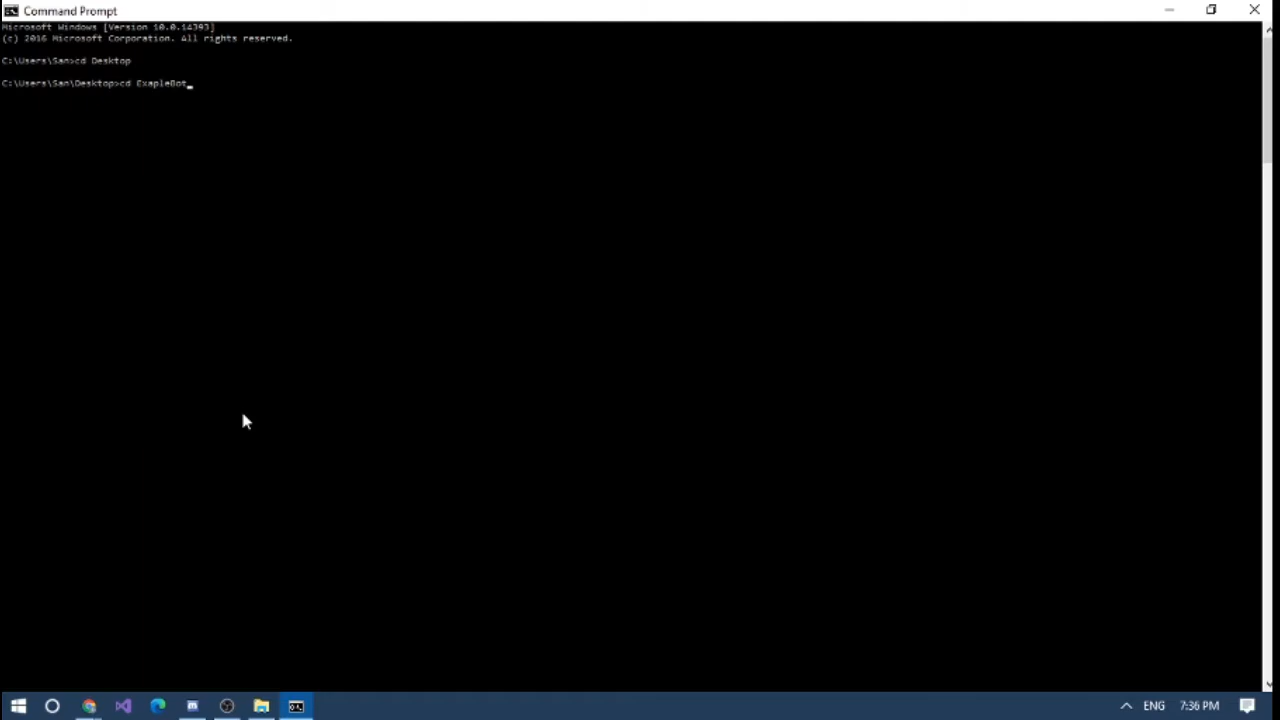 Command Prompt
Microsoft Windows [Version 10.0.14393]
(c) 2016 Microsoft Corporation. All rights reserved.
C:\Users\San>cd Desktop
C:\Users\San\Desktop>cd ExapleBot_
ENG 7:36 PM